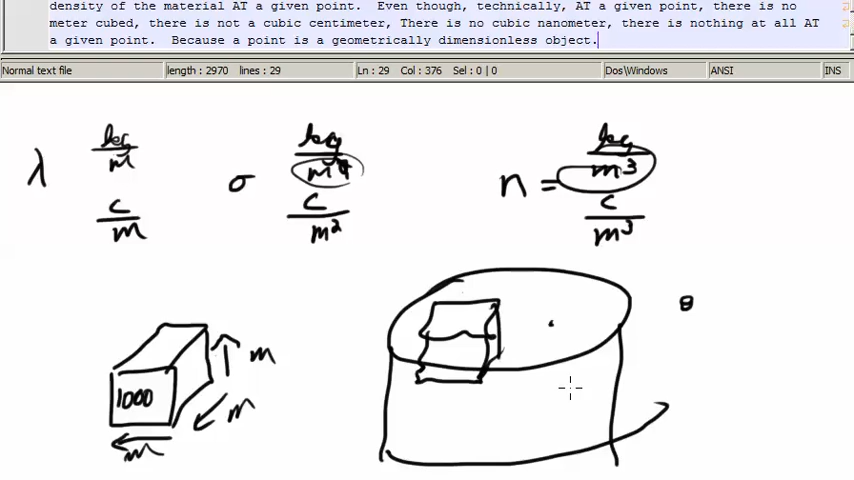 density of the material AT a given point.  Even though, technically, AT a given point, there is no
meter cubed, there is not a cubic centimeter, There is no cubic nanometer, there is nothing at all AT
a given point.  Because a point is a geometrically dimensionless object.
Normal text file length : 2970 lines : 29 Ln : 29 Col : 376 Sel : 0 | 0 Dos\Windows ANSI INS
λ kg/m σ kg/m² n = kg/m³
C/m C/m² C/m³
1000 m
m
m